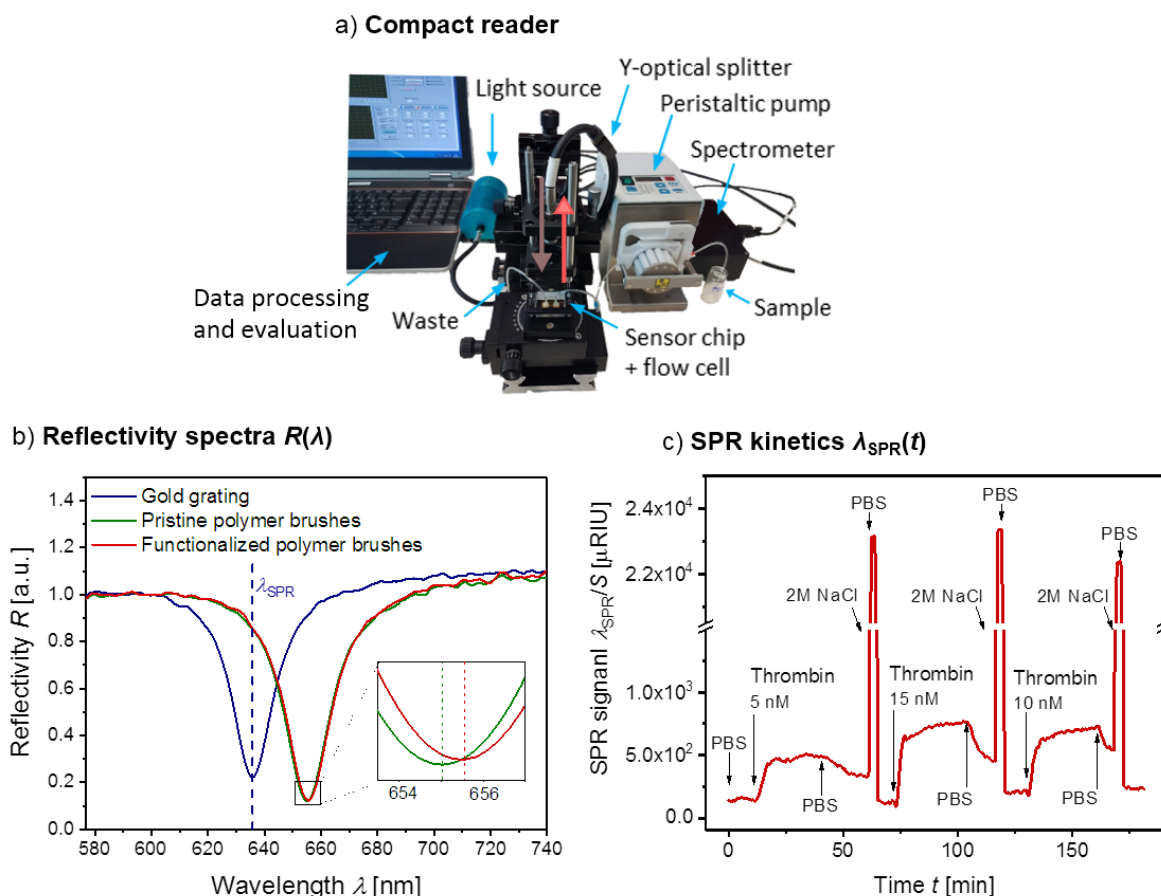 a) Compact reader
Light source
Y-optical splitter
Peristaltic pump
Spectrometer
Data processing
and evaluation
Waste
Sensor chip
+ flow cell
Sample
b) Reflectivity spectra R(λ)
Gold grating
Pristine polymer brushes
Functionalized polymer brushes
λSPR
Reflectivity R [a.u.]
1.4
1.2
1.0
0.8
0.6
0.4
0.2
0.0
654
656
580
600
620
640
660
680
700
720
740
Wavelength λ [nm]
c) SPR kinetics λSPR(t)
SPR signanl λSPR/S [μRIU]
2.4x10⁴
2.2x10⁴
1.0x10³
5.0x10²
0.0
PBS
PBS
PBS
2M NaCl
2M NaCl
2M NaCl
Thrombin
5 nM
Thrombin
15 nM
Thrombin
10 nM
PBS
PBS
PBS
PBS
0
50
100
150
Time t [min]